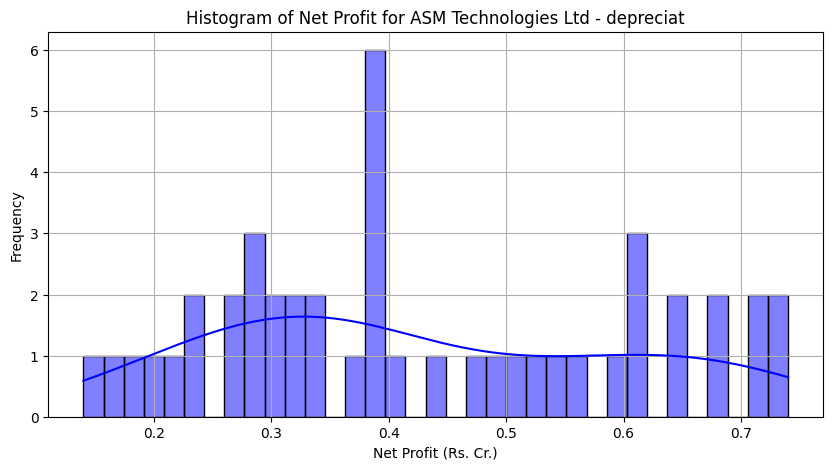 Histogram of Net Profit for ASM Technologies Ltd - depreciat
6
5
4
3
2
1
0
Frequency
0.2 0.3 0.4 0.5 0.6 0.7
Net Profit (Rs. Cr.)